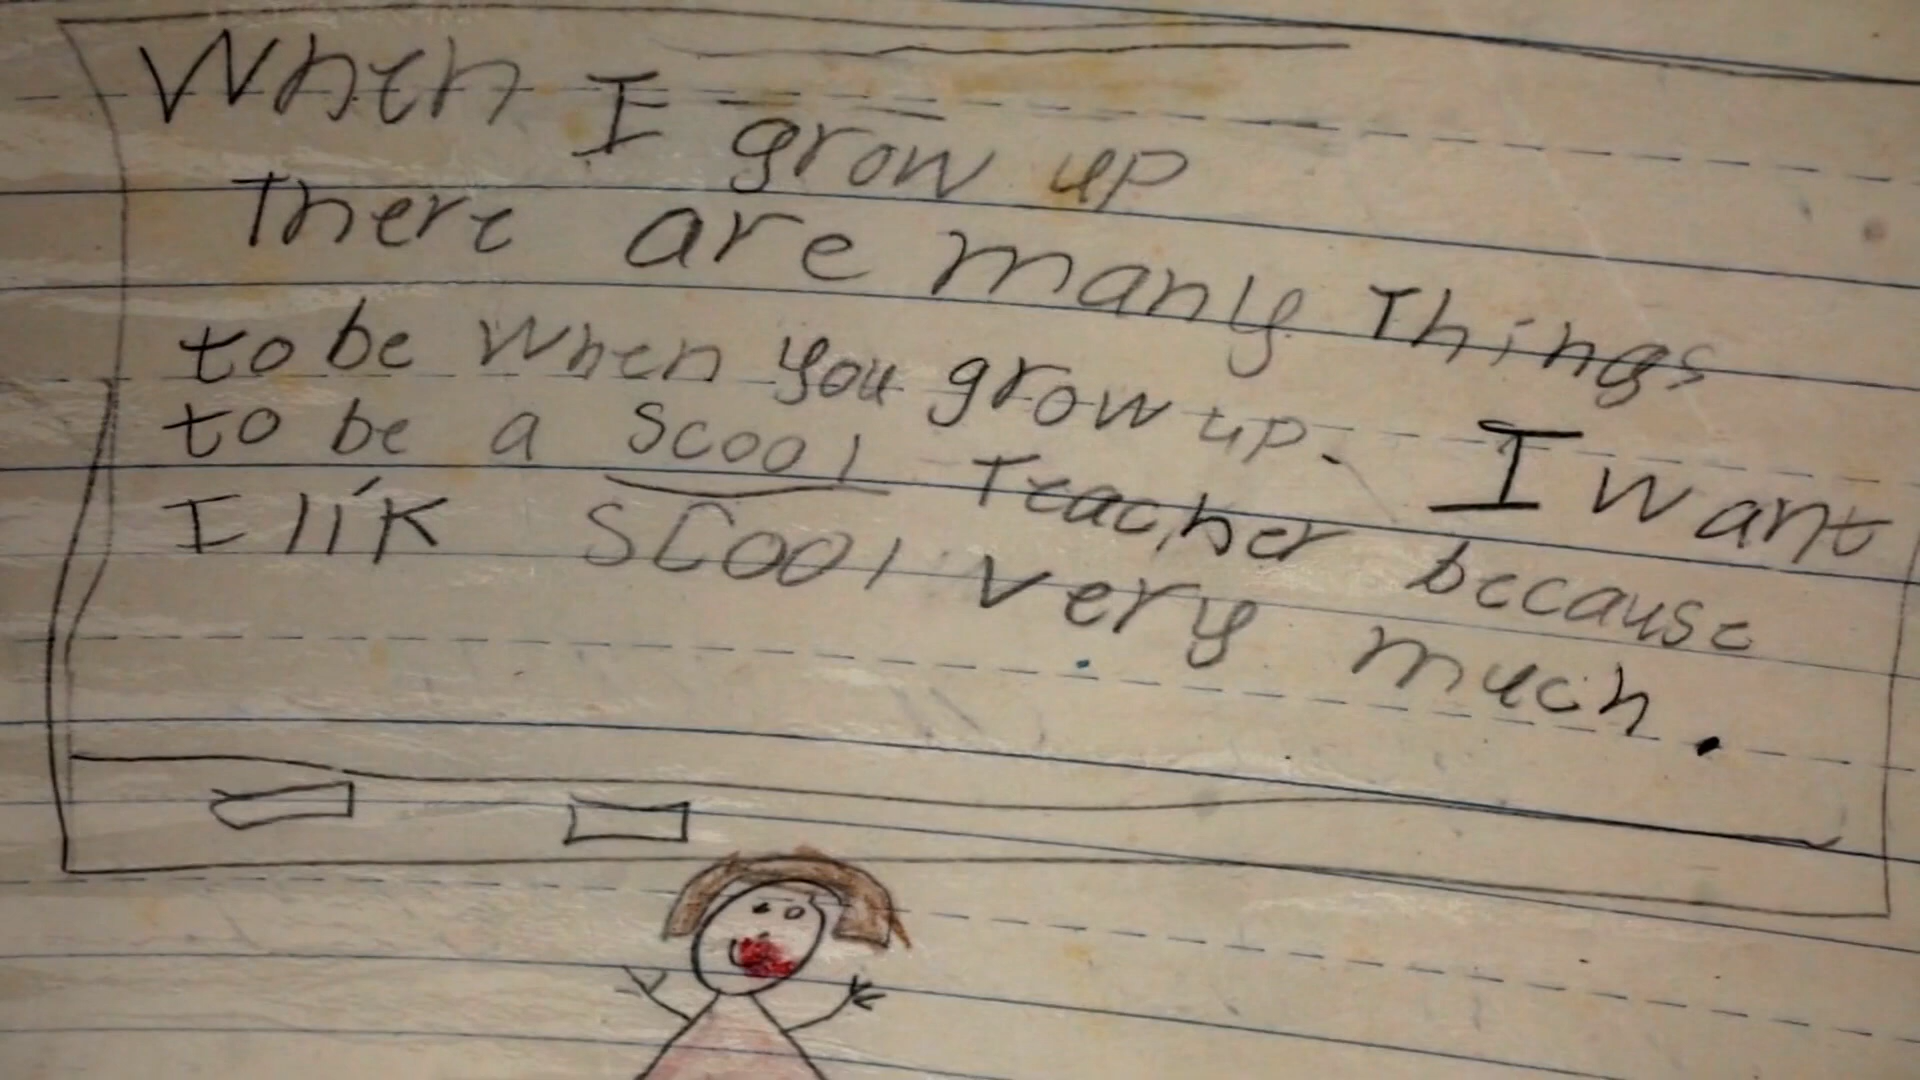 When I grow up
There are many Things
to be when you grow up. I want
to be a scool Teacher because
I lik scool very much.